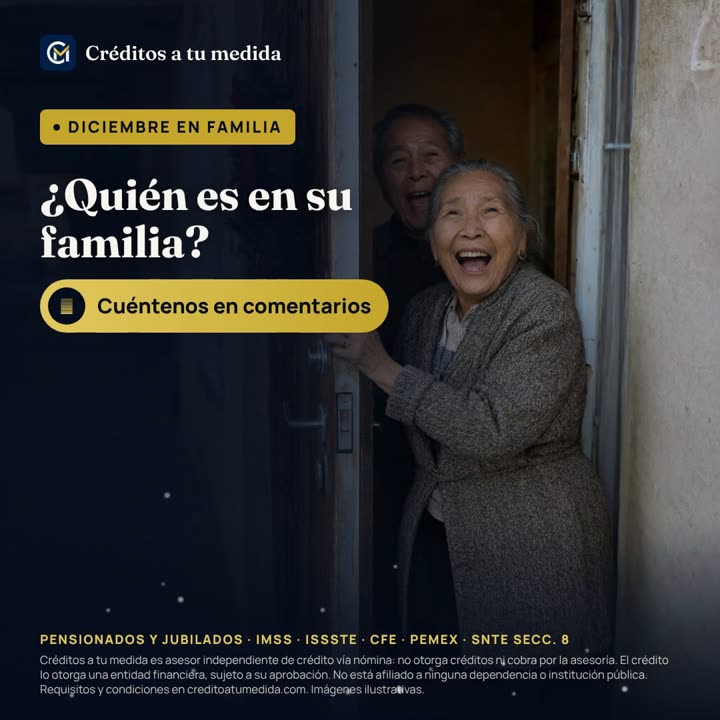 Créditos a tu medida
• DICIEMBRE EN FAMILIA
¿Quién es en su
familia?
Cuéntenos en comentarios
PENSIONADOS Y JUBILADOS · IMSS · ISSSTE · CFE · PEMEX · SNTE SECC. 8
Créditos a tu medida es asesor independiente de crédito vía nómina: no otorga créditos ni cobra por la asesoría. El crédito
lo otorga una entidad financiera, sujeto a su aprobación. No está afiliado a ninguna dependencia o institución pública.
Requisitos y condiciones en creditoatumedida.com. Imágenes ilustrativas.